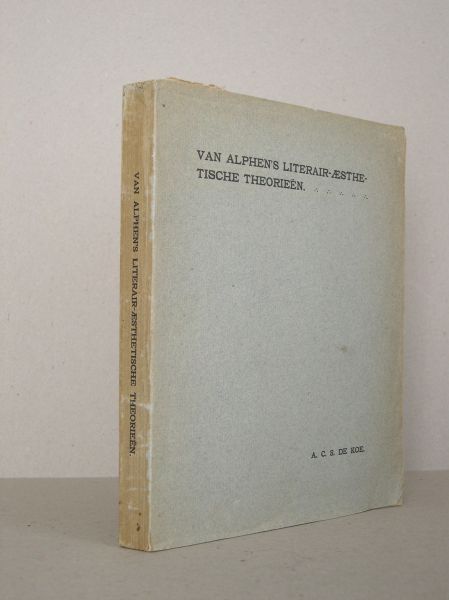 VAN ALPHEN'S LITERAIR-ÆSTHE-
TISCHE THEORIEËN.
A. C. S. DE KOE.
VAN ALPHEN'S LITERAIR-ÆSTHETISCHE THEORIEËN.